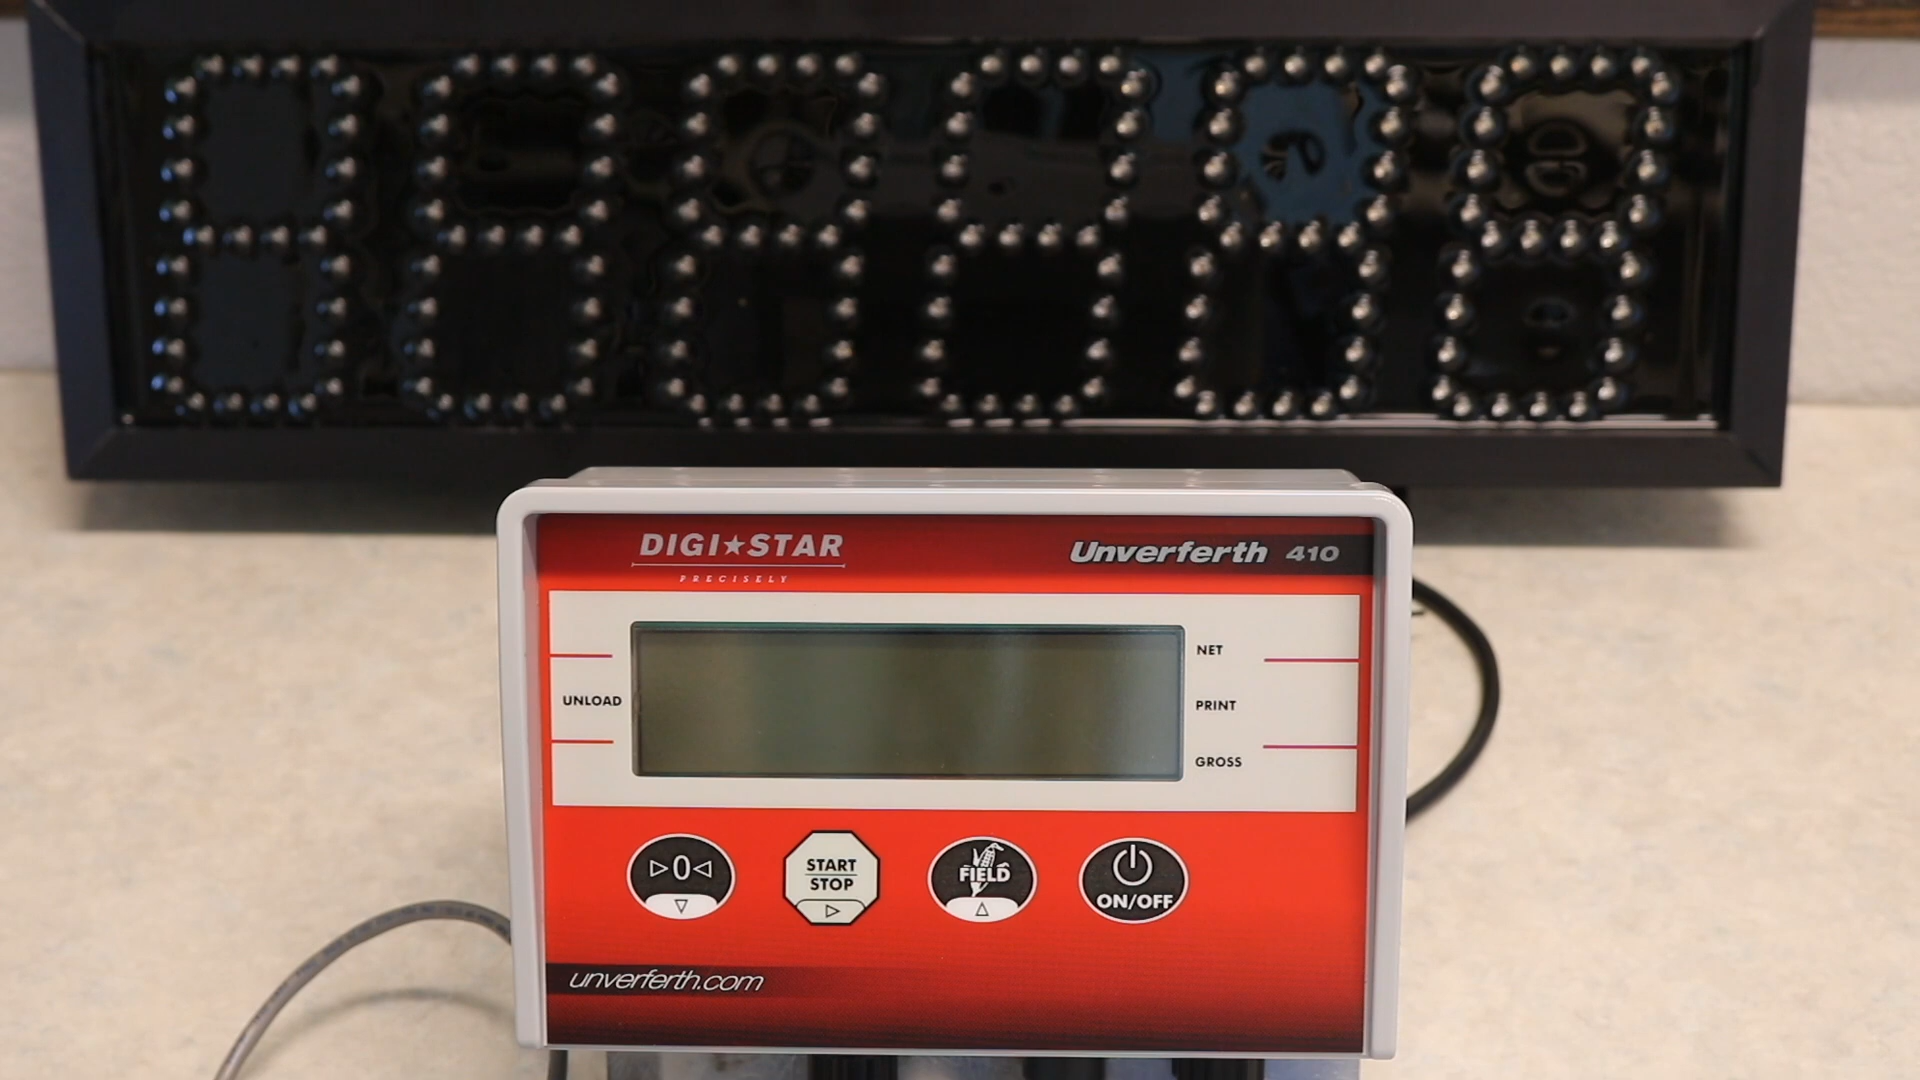 DIGI★STAR
PRECISELY
Unverferth 410
NET
UNLOAD
PRINT
GROSS
▷0◁
▽
START
STOP
▷
FIELD
△
ON/OFF
unverferth.com